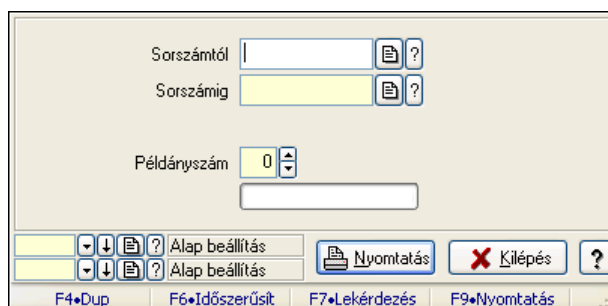 Sorszámtól ?
Sorszámig ?
Példányszám 0
? Alap beállítás
? Alap beállítás
Nyomtatás Kilépés ?
F4•Dup F6•Időszerűsít F7•Lekérdezés F9•Nyomtatás